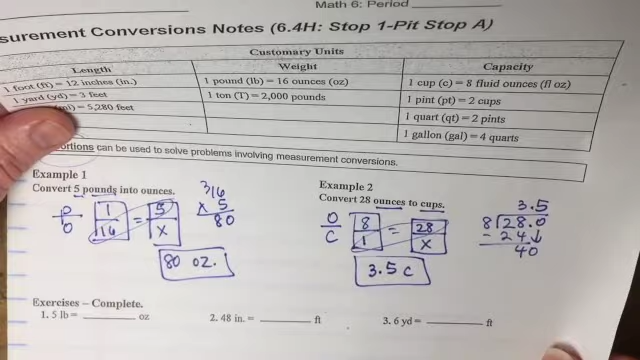 Math 6: Period
surement Conversions Notes (6.4H: Stop 1-Pit Stop A)
Customary Units
Length Weight Capacity
1 foot (ft) = 12 inches (in.) 1 pound (lb) = 16 ounces (oz) 1 cup (c) = 8 fluid ounces (fl oz)
1 yard (yd) = 3 feet 1 ton (T) = 2,000 pounds 1 pint (pt) = 2 cups
= 5,280 feet 1 quart (qt) = 2 pints
1 gallon (gal) = 4 quarts
portions can be used to solve problems involving measurement conversions.
Example 1
Convert 5 pounds into ounces.
1 = 5
16 x
3
16
x 5
80
80 oz.
Example 2
Convert 28 ounces to cups.
O 8 = 28
C 1 x
3.5
8 28.0
- 24
40
3.5 c
Exercises – Complete.
1. 5 lb = ________ oz 2. 48 in. = ________ ft 3. 6 yd = ________ ft